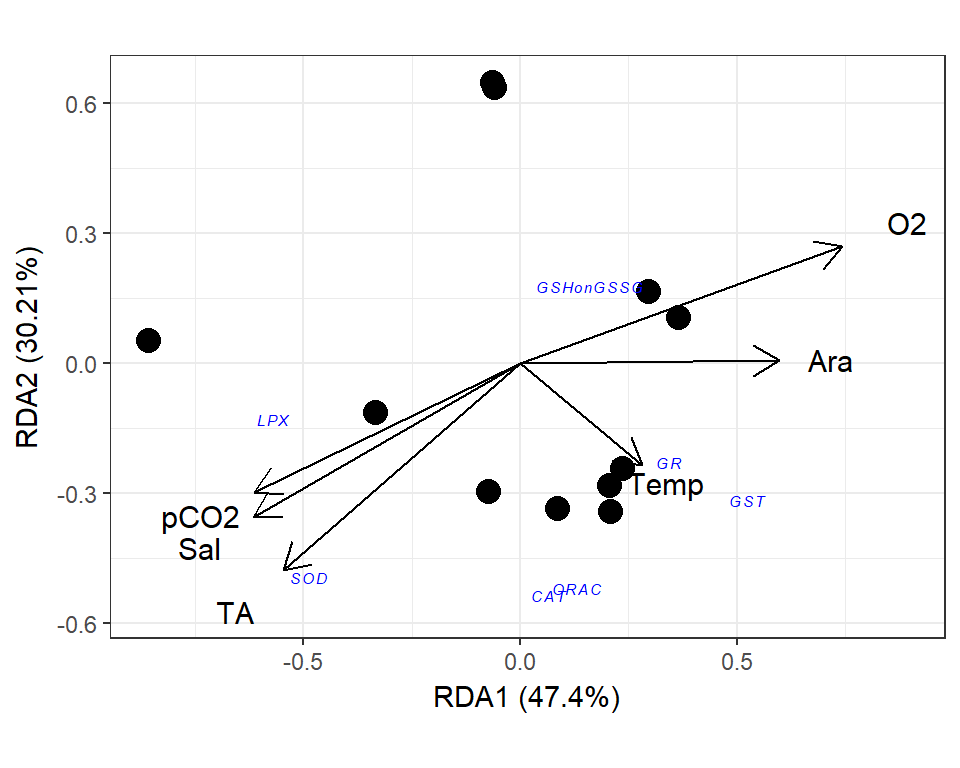 0.6
0.3
0.0
-0.3
-0.6
RDA2 (30.21%)
O2
GSHonGSSG
Ara
LPX
GR
Temp
GST
pCO2
Sal
SOD
ORAC
CAT
TA
-0.5
0.0
0.5
RDA1 (47.4%)